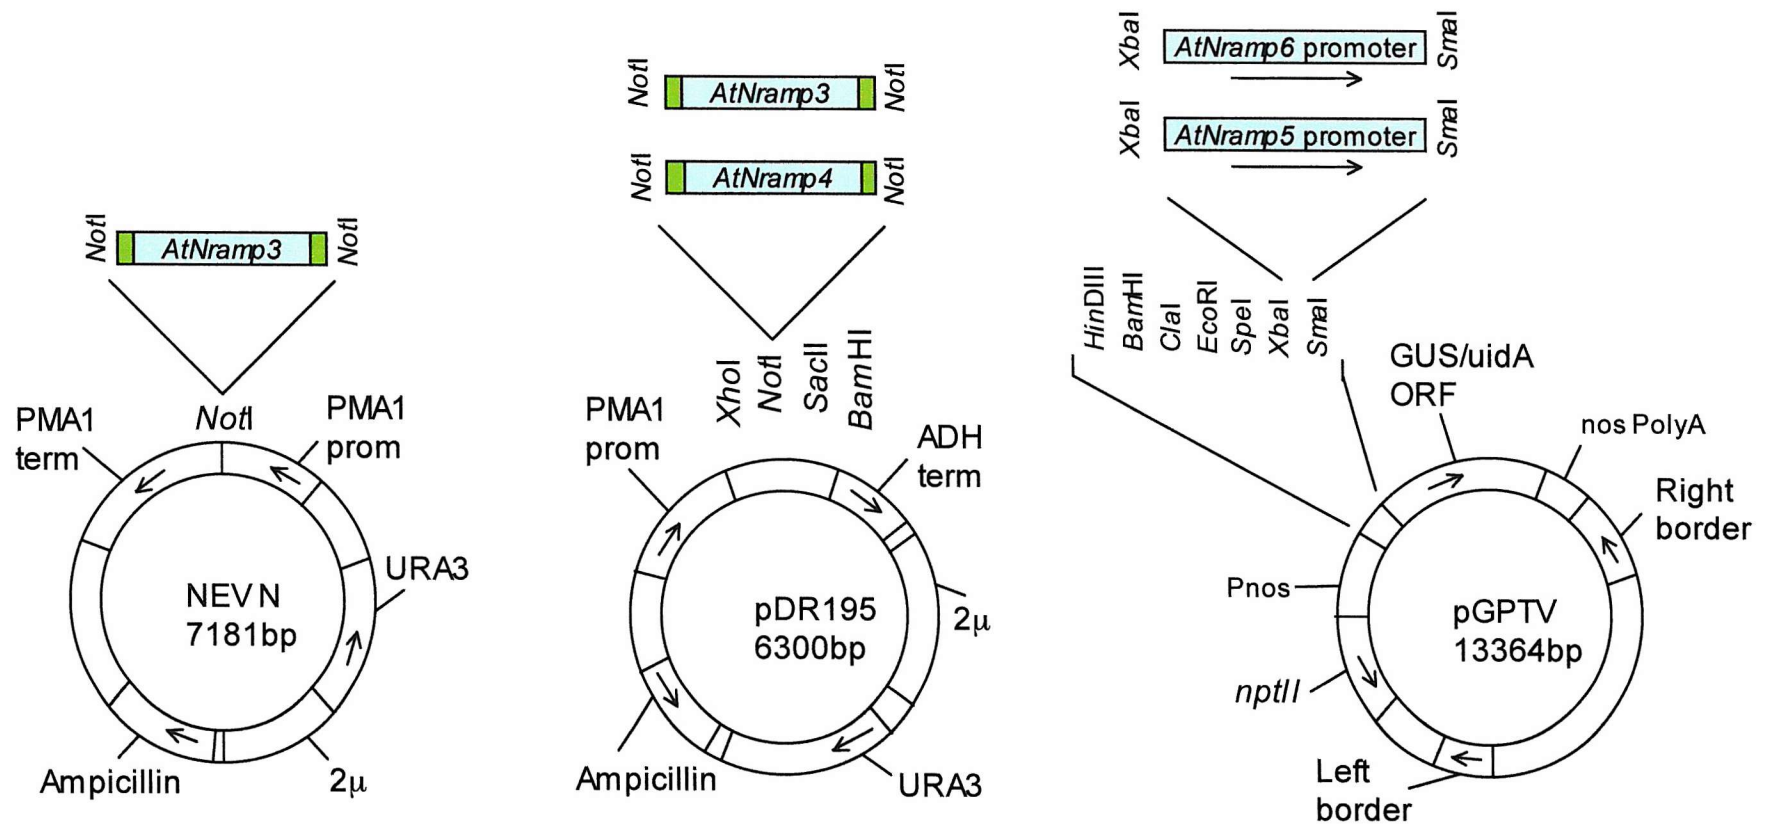 NotI
AtNramp3
NotI
PMA1
term
NotI
PMA1
prom
URA3
NEVN
7181bp
Ampicillin
2µ
NotI
AtNramp3
NotI
NotI
AtNramp4
NotI
XhoI
NotI
SacII
BamHI
PMA1
prom
ADH
term
pDR195
6300bp
2µ
Ampicillin
URA3
XbaI
AtNramp6 promoter
SmaI
XbaI
AtNramp5 promoter
SmaI
HinDIII
BamHI
ClaI
EcoRI
SpeI
XbaI
SmaI
GUS/uidA
ORF
nos PolyA
Right
border
Pnos
pGPTV
13364bp
nptII
Left
border